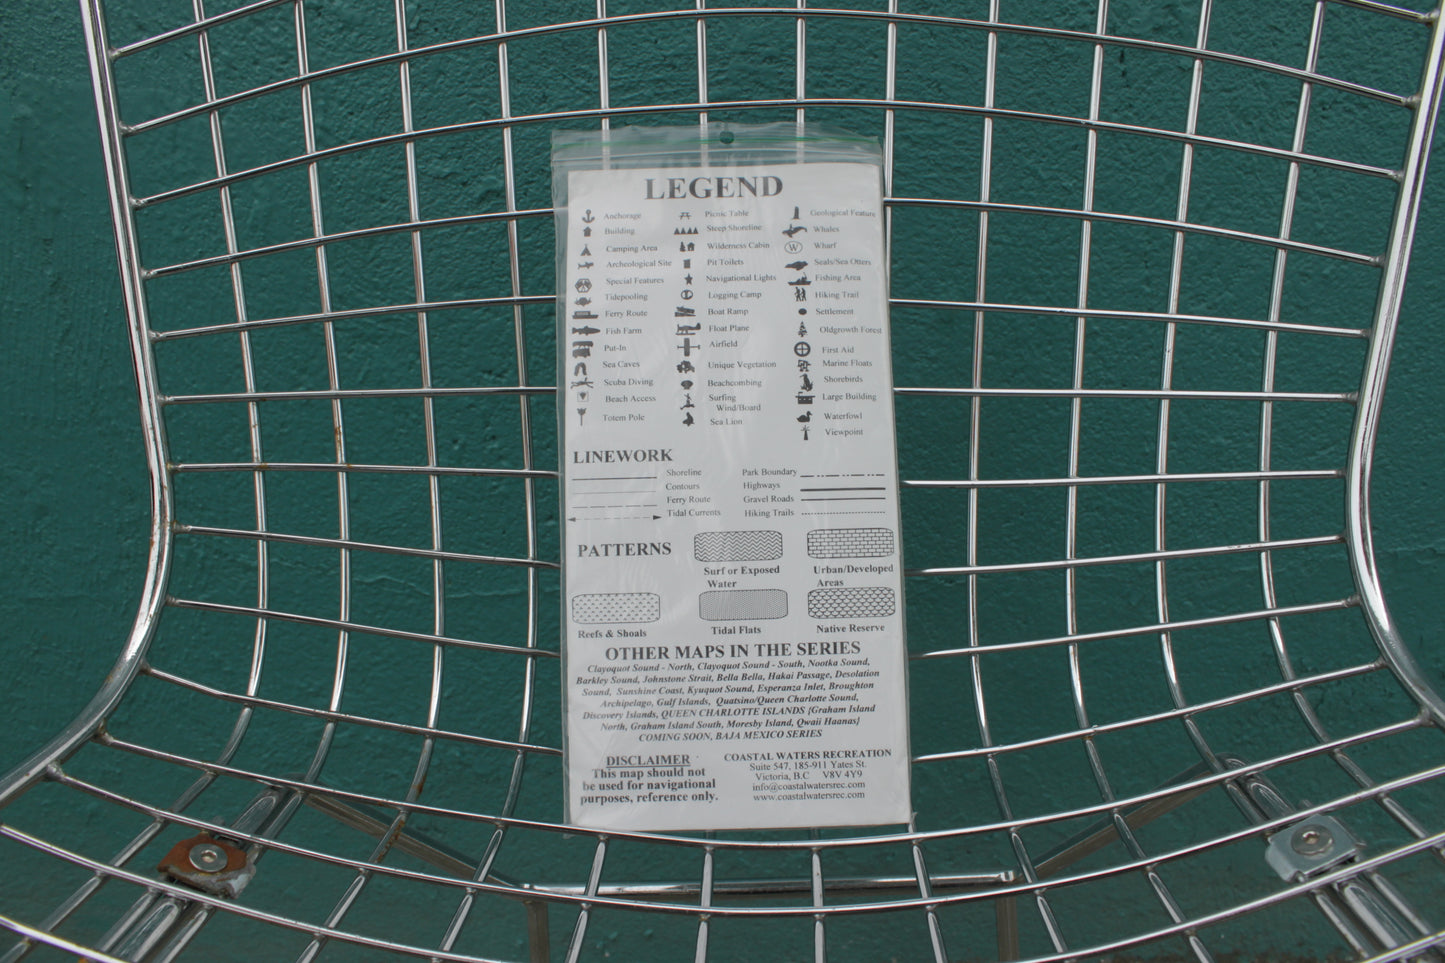 LEGEND
Anchorage
Building
Camping Area
Archeological Site
Special Features
Tidepooling
Ferry Route
Fish Farm
Put-In
Sea Caves
Scuba Diving
Beach Access
Totem Pole
Picnic Table
Steep Shoreline
Wilderness Cabin
Pit Toilets
Navigational Lights
Logging Camp
Boat Ramp
Float Plane
Airfield
Unique Vegetation
Beachcombing
Surfing
Wind/Board
Sea Lion
Geological Feature
Whales
W Wharf
Seals/Sea Otters
Fishing Area
Hiking Trail
Settlement
Oldgrowth Forest
First Aid
Marine Floats
Shorebirds
Large Building
Waterfowl
Viewpoint
LINEWORK
Shoreline
Contours
Ferry Route
Tidal Currents
Park Boundary
Highways
Gravel Roads
Hiking Trails
PATTERNS
Surf or Exposed
Water
Urban/Developed
Areas
Reefs & Shoals
Tidal Flats
Native Reserve
OTHER MAPS IN THE SERIES
Clayoquot Sound - North, Clayoquot Sound - South, Nootka Sound,
Barkley Sound, Johnstone Strait, Bella Bella, Hakai Passage, Desolation
Sound, Sunshine Coast, Kyuquot Sound, Esperanza Inlet, Broughton
Archipelago, Gulf Islands, Quatsino/Queen Charlotte Sound,
Discovery Islands, QUEEN CHARLOTTE ISLANDS {Graham Island
North, Graham Island South, Moresby Island, Qwaii Haanas}
COMING SOON, BAJA MEXICO SERIES
DISCLAIMER
This map should not
be used for navigational
purposes, reference only.
COASTAL WATERS RECREATION
Suite 547, 185-911 Yates St.
Victoria, B.C V8V 4Y9
info@coastalwatersrec.com
www.coastalwatersrec.com